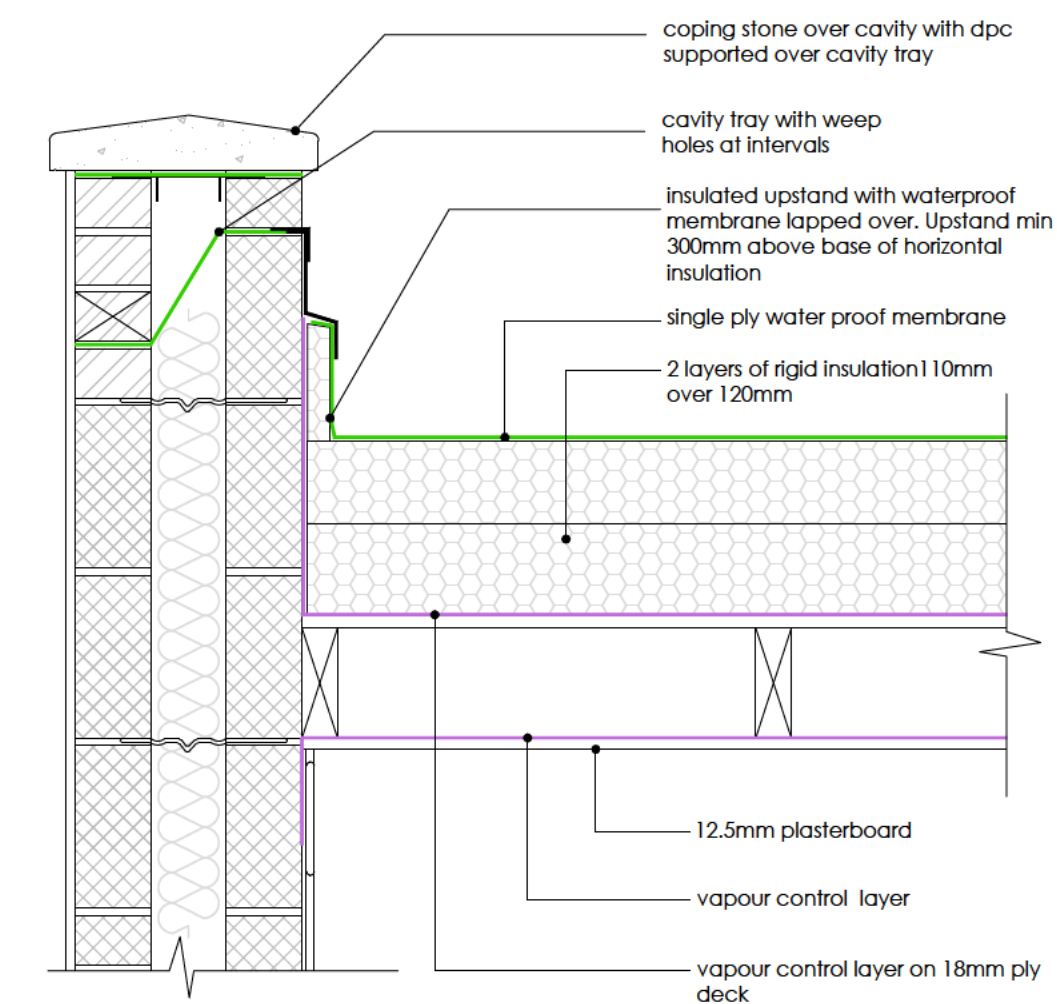 coping stone over cavity with dpc
supported over cavity tray
cavity tray with weep
holes at intervals
insulated upstand with waterproof
membrane lapped over. Upstand min
300mm above base of horizontal
insulation
single ply water proof membrane
2 layers of rigid insulation110mm
over 120mm
12.5mm plasterboard
vapour control layer
vapour control layer on 18mm ply
deck